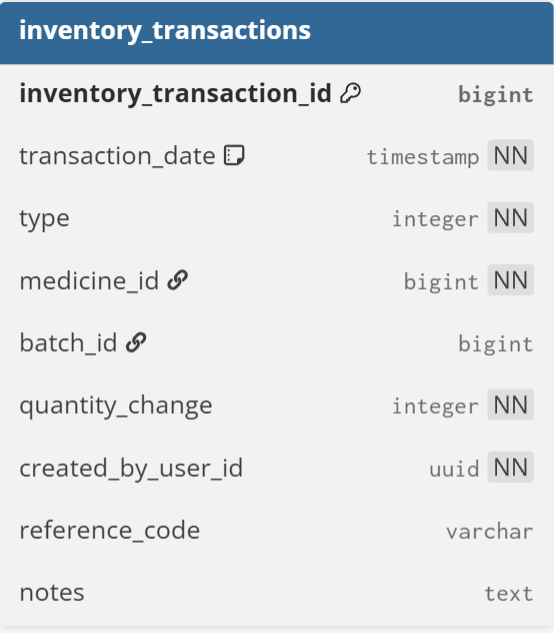 inventory_transactions
inventory_transaction_id bigint
transaction_date timestamp NN
type integer NN
medicine_id bigint NN
batch_id bigint
quantity_change integer NN
created_by_user_id uuid NN
reference_code varchar
notes text